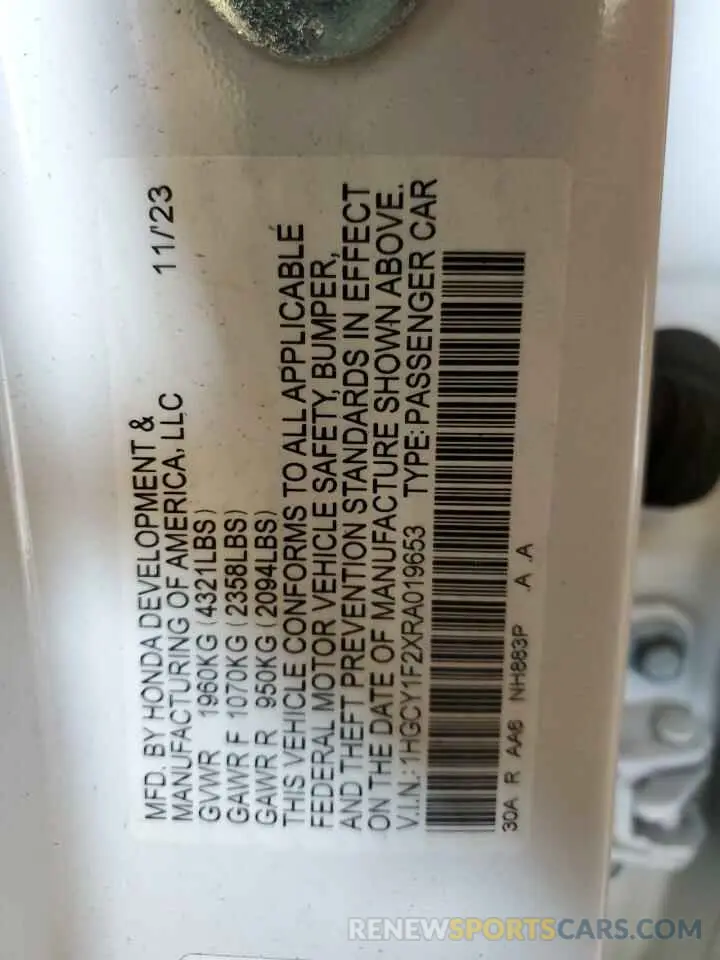 MFD. BY HONDA DEVELOPMENT &
MANUFACTURING OF AMERICA, LLC 11/'23
GVWR 1960KG (4321LBS)
GAWR F 1070KG (2358LBS)
GAWR R 950KG (2094LBS)
THIS VEHICLE CONFORMS TO ALL APPLICABLE
FEDERAL MOTOR VEHICLE SAFETY, BUMPER,
AND THEFT PREVENTION STANDARDS IN EFFECT
ON THE DATE OF MANUFACTURE SHOWN ABOVE.
V.I.N.: 1HGCY1F2XRA019653 TYPE: PASSENGER CAR
30A R AA6 NH883P .A .A
RENEWSPORTSCARS.COM